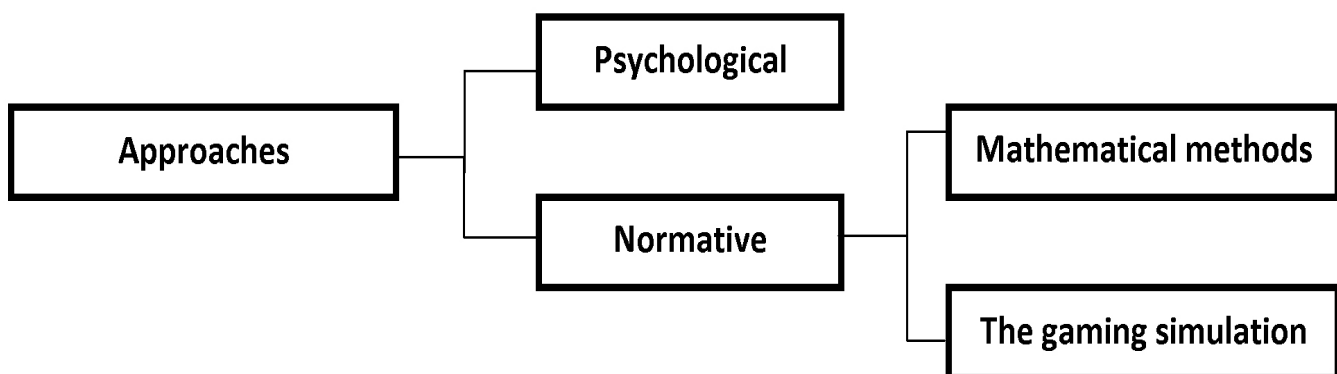 Psychological
Approaches
Mathematical methods
Normative
The gaming simulation